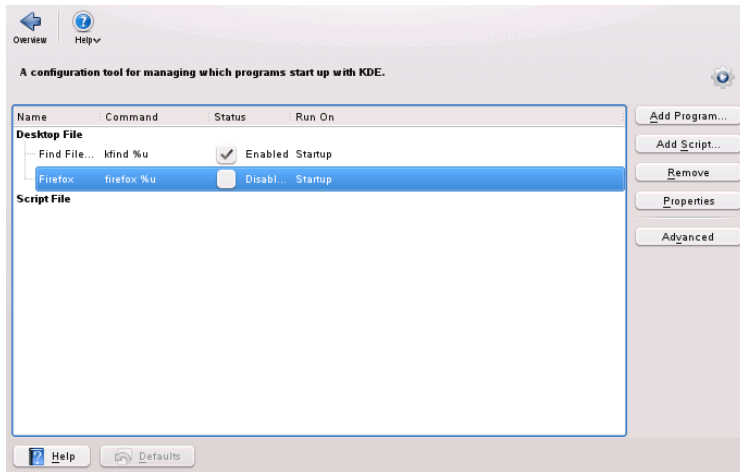 Overview Help
A configuration tool for managing which programs start up with KDE.
Name Command Status Run On
Desktop File
Find File... kfind %u Enabled Startup
Firefox firefox %u Disabl... Startup
Script File
Add Program...
Add Script...
Remove
Properties
Advanced
Help Defaults